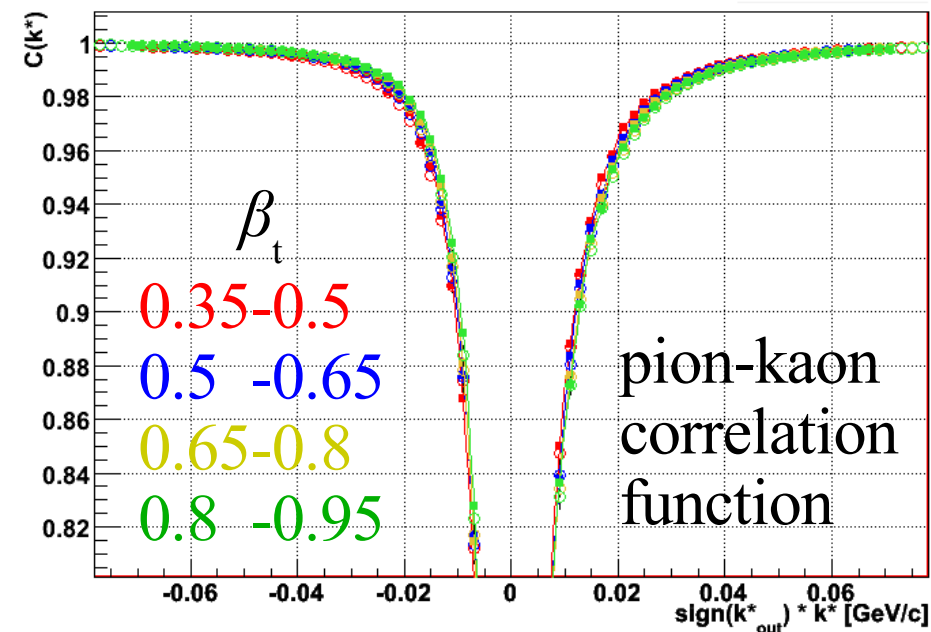 C(k*)
1
0.98
0.96
0.94
0.92
0.9
0.88
0.86
0.84
0.82
βt
0.35-0.5
0.5 -0.65
0.65-0.8
0.8 -0.95
pion-kaon
correlation
function
-0.06 -0.04 -0.02 0 0.02 0.04 0.06
sign(k*out) * k* [GeV/c]